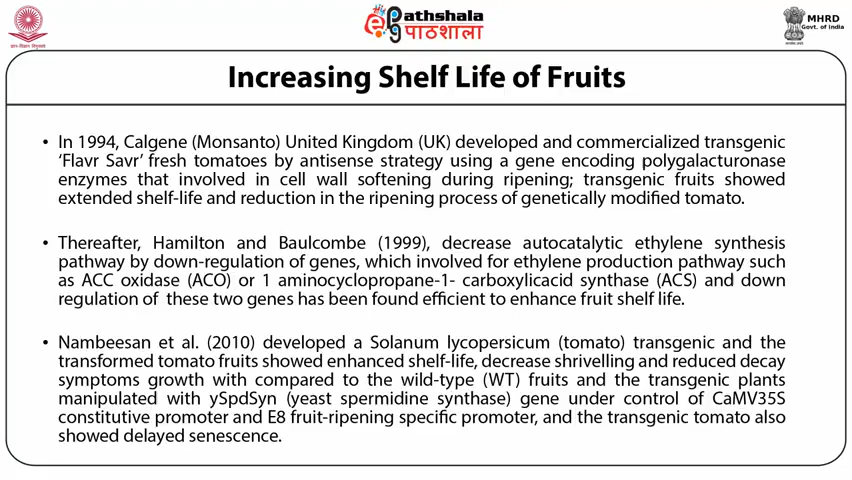 Pathshala
पाठशाला
MHRD
Govt. of India
Increasing Shelf Life of Fruits
• In 1994, Calgene (Monsanto) United Kingdom (UK) developed and commercialized transgenic
‘Flavr Savr’ fresh tomatoes by antisense strategy using a gene encoding polygalacturonase
enzymes that involved in cell wall softening during ripening; transgenic fruits showed
extended shelf-life and reduction in the ripening process of genetically modified tomato.
• Thereafter, Hamilton and Baulcombe (1999), decrease autocatalytic ethylene synthesis
pathway by down-regulation of genes, which involved for ethylene production pathway such
as ACC oxidase (ACO) or 1 aminocyclopropane-1- carboxylicacid synthase (ACS) and down
regulation of these two genes has been found efficient to enhance fruit shelf life.
• Nambeesan et al. (2010) developed a Solanum lycopersicum (tomato) transgenic and the
transformed tomato fruits showed enhanced shelf-life, decrease shrivelling and reduced decay
symptoms growth with compared to the wild-type (WT) fruits and the transgenic plants
manipulated with ySpdSyn (yeast spermidine synthase) gene under control of CaMV35S
constitutive promoter and E8 fruit-ripening specific promoter, and the transgenic tomato also
showed delayed senescence.